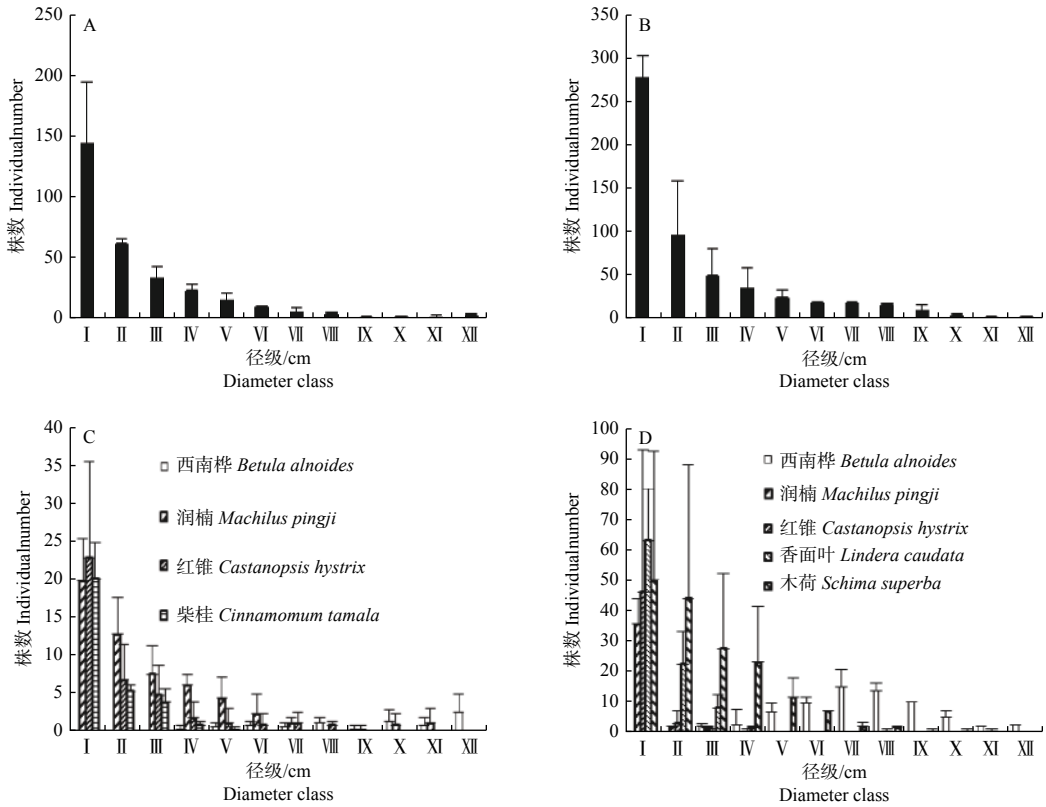 A
250
200
150
100
50
0
株数 Individualnumber
I II III IV V VI VII VIII IX X XI XII
径级/cm
Diameter class
B
350
300
250
200
150
100
50
0
株数 Individualnumber
I II III IV V VI VII VIII IX X XI XII
径级/cm
Diameter class
C
40
35
30
25
20
15
10
5
0
株数 Individualnumber
西南桦 Betula alnoides
润楠 Machilus pingji
红锥 Castanopsis hystrix
柴桂 Cinnamomum tamala
I II III IV V VI VII VIII IX X XI XII
径级/cm
Diameter class
D
100
90
80
70
60
50
40
30
20
10
0
株数 Individualnumber
西南桦 Betula alnoides
润楠 Machilus pingji
红锥 Castanopsis hystrix
香面叶 Lindera caudata
木荷 Schima superba
I II III IV V VI VII VIII IX X XI XII
径级/cm
Diameter class